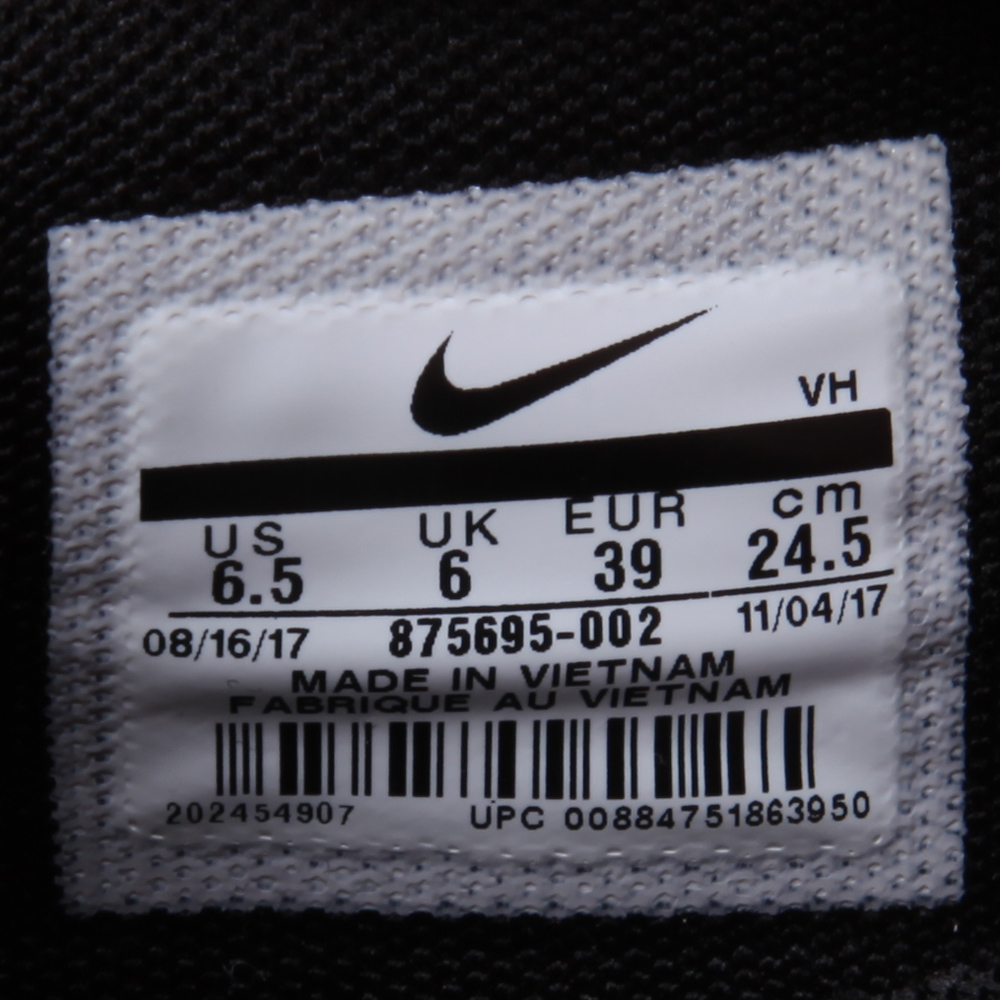 VH
US UK EUR cm
6.5 6 39 24.5
08/16/17 875695-002 11/04/17
MADE IN VIETNAM
FABRIQUE AU VIETNAM
202454907 UPC 00884751863950